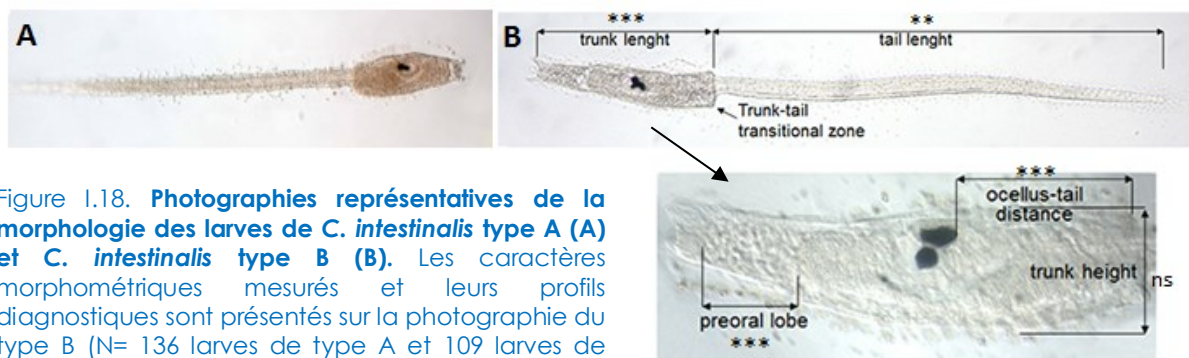 A
B
***
trunk lenght
**
tail lenght
Trunk-tail
transitional zone
***
ocellus-tail
distance
trunk height
ns
preoral lobe
***
Figure I.18. Photographies représentatives de la
morphologie des larves de C. intestinalis type A (A)
et C. intestinalis type B (B). Les caractères
morphométriques mesurés et leurs profils
diagnostiques sont présentés sur la photographie du
type B (N= 136 larves de type A et 109 larves de